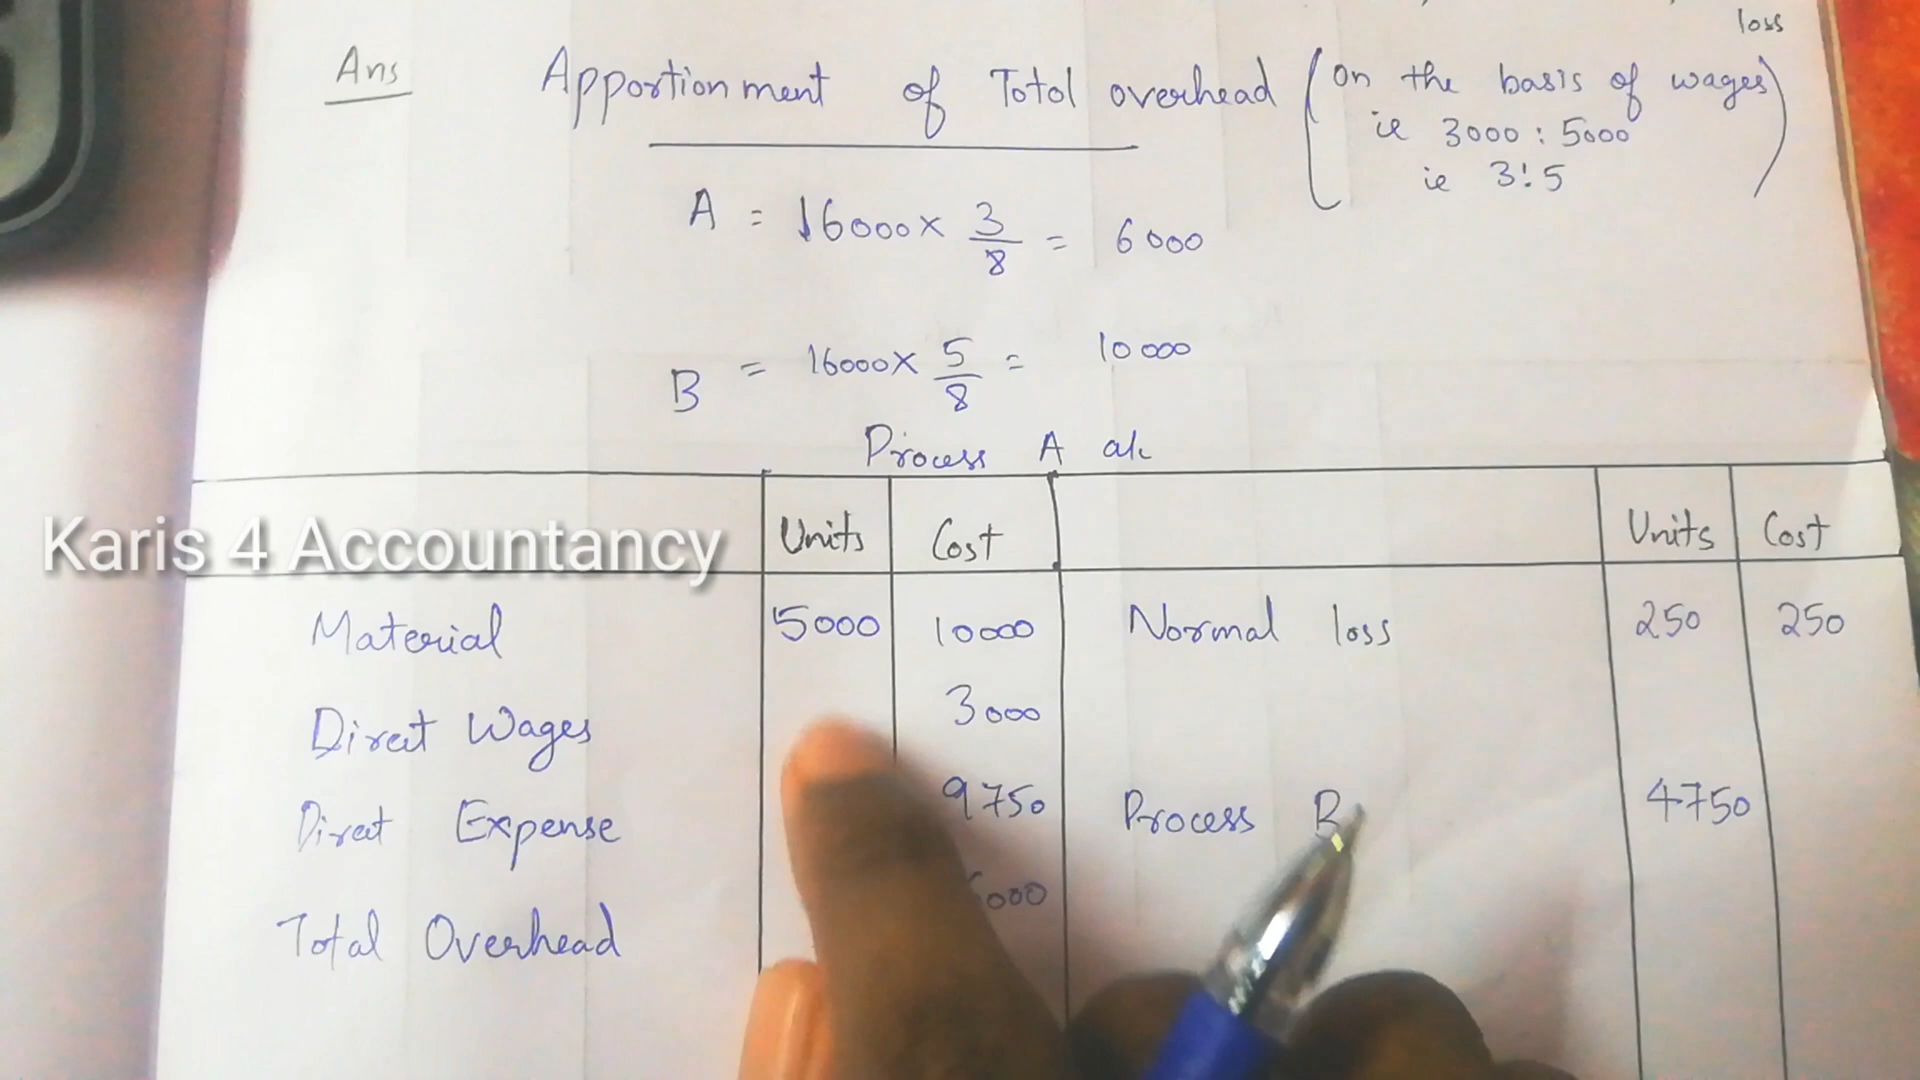 loss
Ans Apportionment of Total overhead (on the basis of wages)
ie 3000 : 5000
ie 3:5
A = 16000 × 3/8 = 6000
B = 16000 × 5/8 = 10000
Process A a/c
Units Cost Units Cost
Karis 4 Accountancy
Material 5000 10000 Normal loss 250 250
Direct Wages 3000
Direct Expense 9750 Process B 4750
Total Overhead 6000